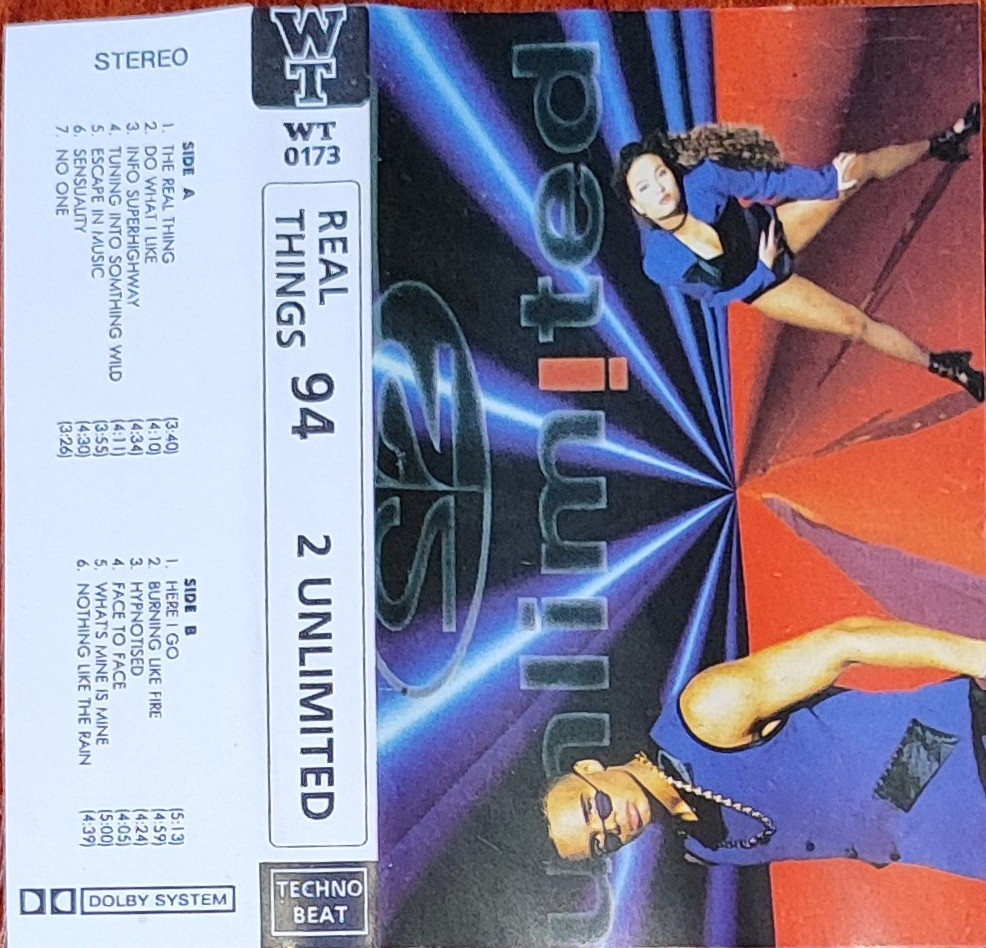 STEREO
SIDE A
1. THE REAL THING (3:40)
2. DO WHAT I LIKE (4:10)
3. INFO SUPERHIGHWAY (4:34)
4. TUNING INTO SOMTHING WILD (4:11)
5. ESCAPE IN MUSIC (3:55)
6. SENSUALITY (4:30)
7. NO ONE (3:26)
SIDE B
1. HERE I GO (5:13)
2. BURNING LIKE FIRE (4:59)
3. HYPNOTISED (4:24)
4. FACE TO FACE (4:05)
5. WHAT'S MINE IS MINE (5:00)
6. NOTHING LIKE THE RAIN (4:39)
DOLBY SYSTEM
WT
WT
0173
REAL
THINGS 94 2 UNLIMITED
TECHNO
BEAT
2
unlimited